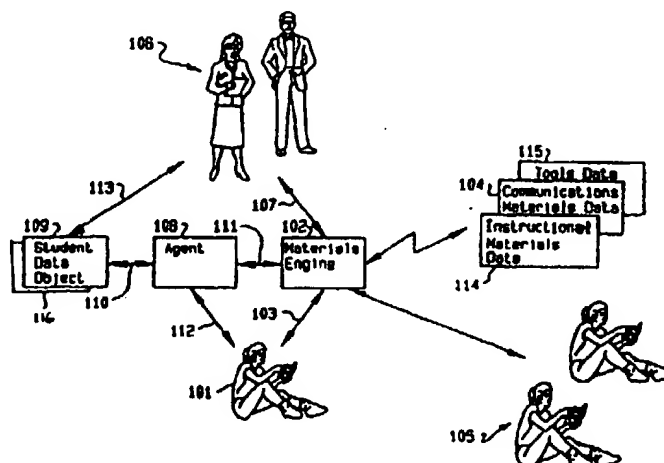 106
115
Tools Data
104
Communications
Materials Data
Instructional
Materials
Data
114
113
107
109
108
111
102
Student
Data
Object
Agent
Materials
Engine
110
116
112
103
101
105